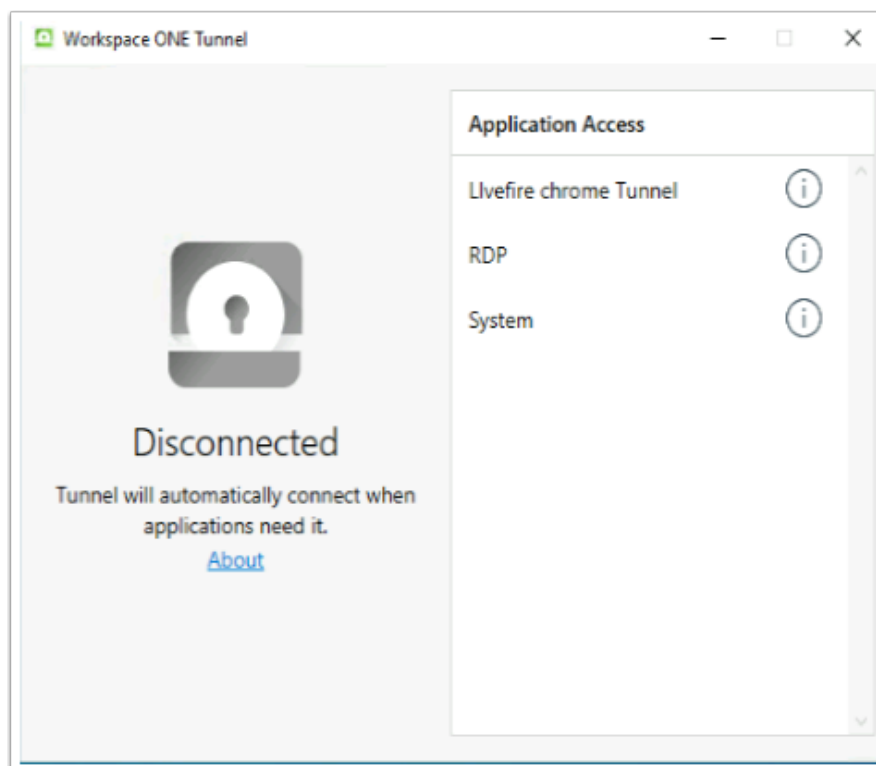 Workspace ONE Tunnel
Application Access
LIvefire chrome Tunnel
RDP
System
Disconnected
Tunnel will automatically connect when
applications need it.
About